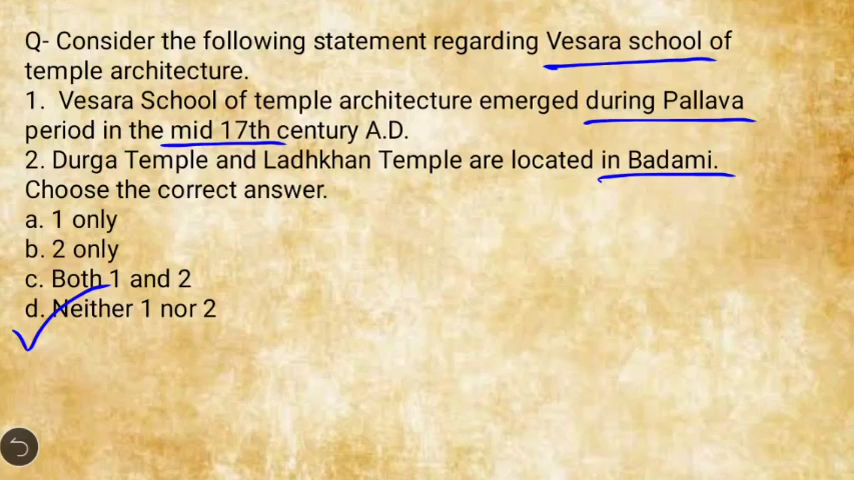 Q- Consider the following statement regarding Vesara school of
temple architecture.
1. Vesara School of temple architecture emerged during Pallava
period in the mid 17th century A.D.
2. Durga Temple and Ladhkhan Temple are located in Badami.
Choose the correct answer.
a. 1 only
b. 2 only
c. Both 1 and 2
d. Neither 1 nor 2